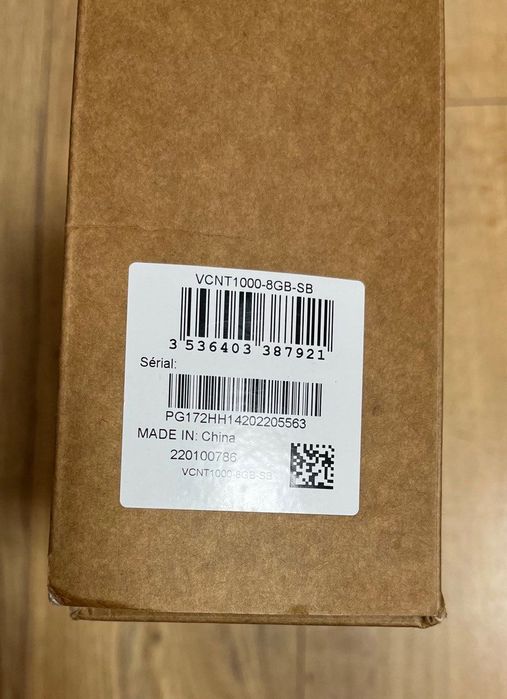 VCNT1000-8GB-SB
3 536403 387921
Sérial:
PG172HH14202205563
MADE IN: China
220100786
VCNT1000-8GB-SB